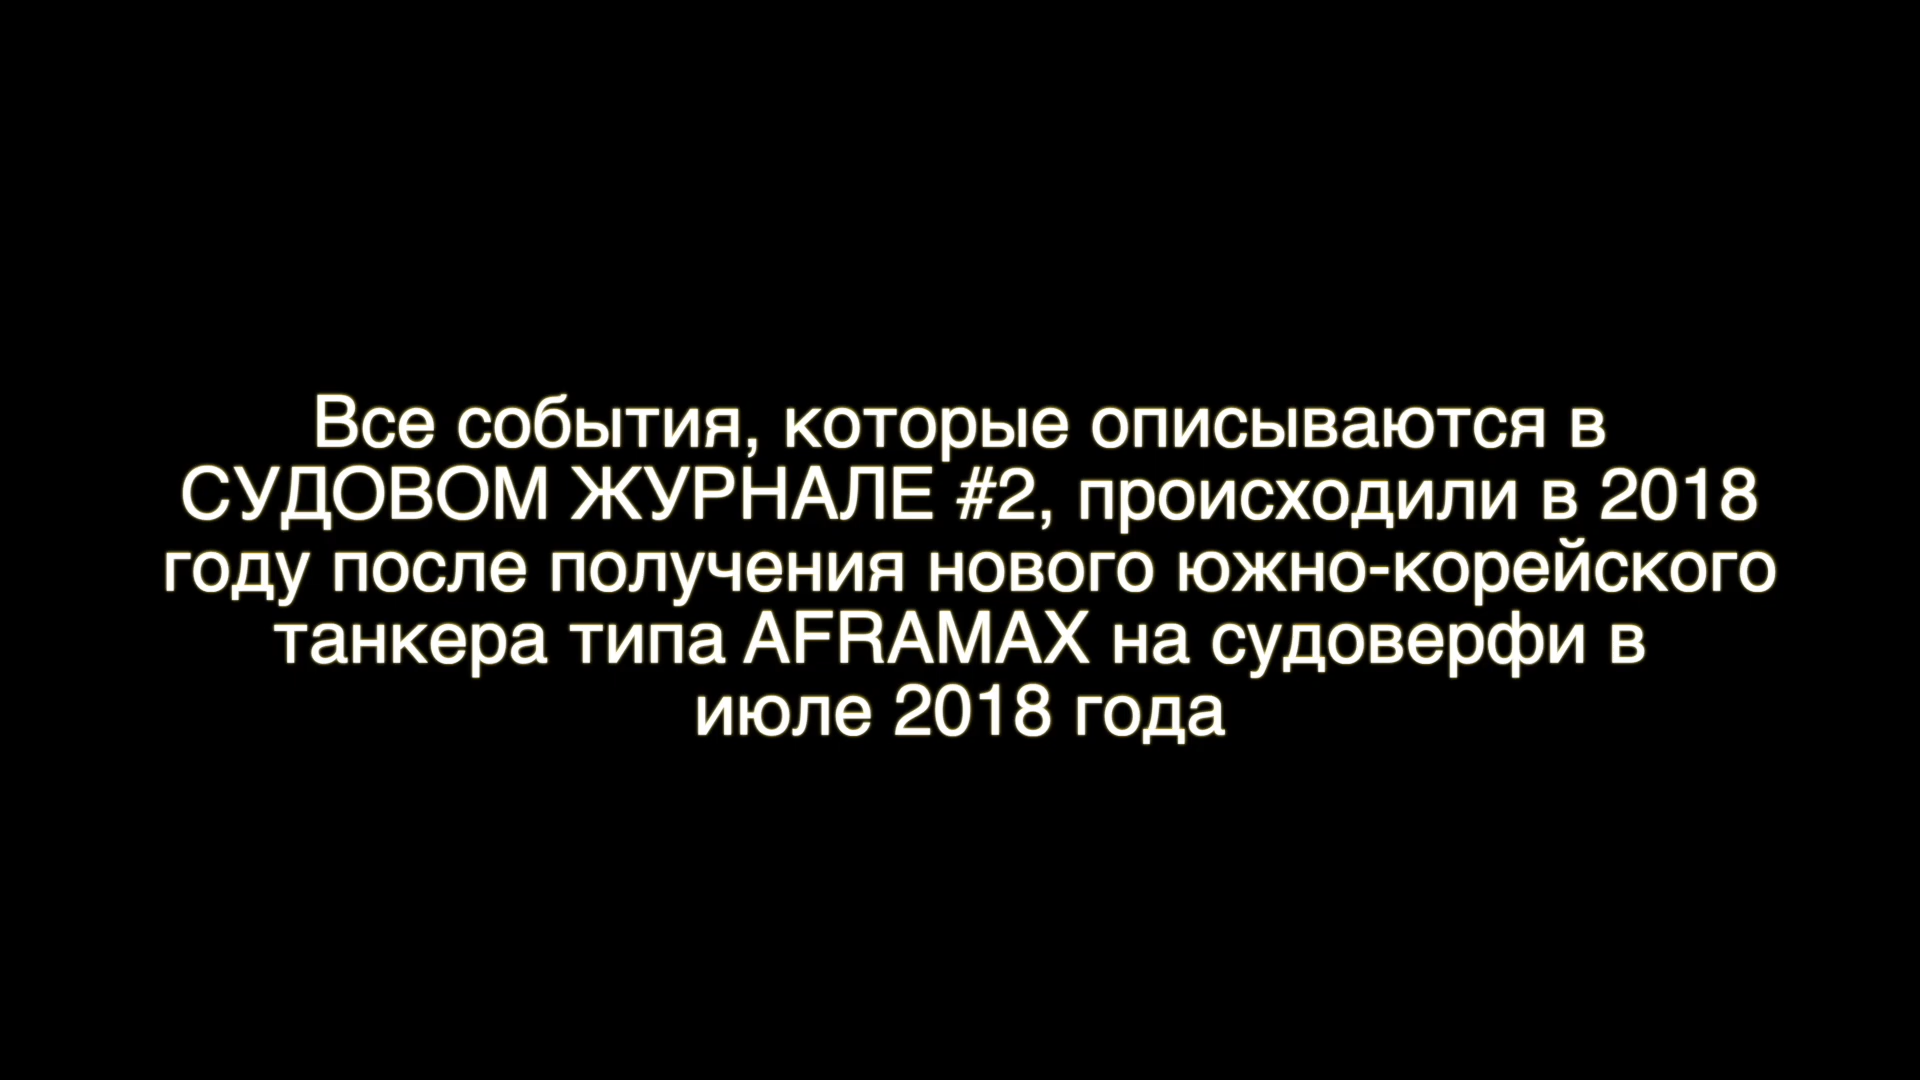 Все события, которые описываются в
СУДОВОМ ЖУРНАЛЕ #2, происходили в 2018
году после получения нового южно-корейского
танкера типа AFRAMAX на судоверфи в
июле 2018 года